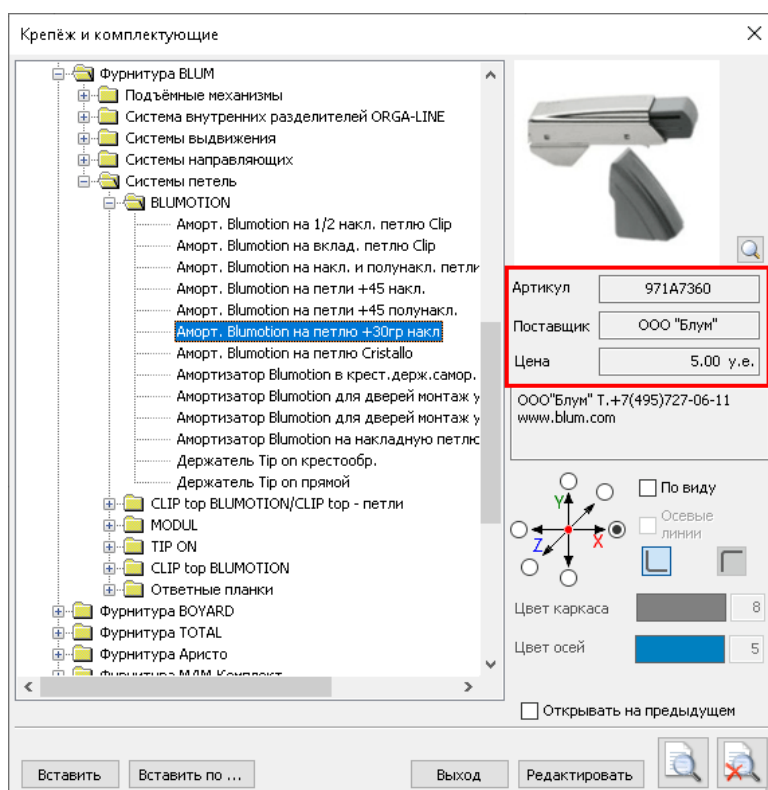 Крепёж и комплектующие
Фурнитура BLUM
Подъёмные механизмы
Система внутренних разделителей ORGA-LINE
Системы выдвижения
Системы направляющих
Системы петель
BLUMOTION
Аморт. Blumotion на 1/2 накл. петлю Clip
Аморт. Blumotion на вклад. петлю Clip
Аморт. Blumotion на накл. и полунакл. петли
Аморт. Blumotion на петли +45 накл.
Аморт. Blumotion на петли +45 полунакл.
Аморт. Blumotion на петлю +30гр накл
Аморт. Blumotion на петлю Cristallo
Амортизатор Blumotion в крест.держ.самор.
Амортизатор Blumotion для дверей монтаж у
Амортизатор Blumotion для дверей монтаж у
Амортизатор Blumotion на накладную петлю
Держатель Tip on крестообр.
Держатель Tip on прямой
CLIP top BLUMOTION/CLIP top - петли
MODUL
TIP ON
CLIP top BLUMOTION
Ответные планки
Фурнитура BOYARD
Фурнитура TOTAL
Фурнитура Аристо
Фурнитура МДМ-Комплект
Артикул 971A7360
Поставщик ООО "Блум"
Цена 5.00 у.е.
ООО"Блум" Т.+7(495)727-06-11
www.blum.com
Y
Z
X
По виду
Осевые
линии
Цвет каркаса 8
Цвет осей 5
Открывать на предыдущем
Вставить
Вставить по ...
Выход
Редактировать